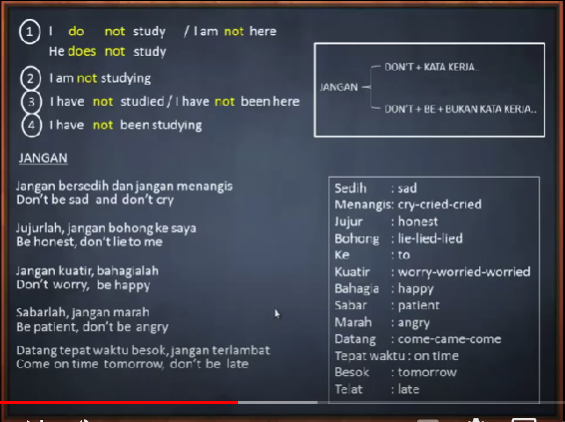 1 I do not study / I am not here
He does not study
2 I am not studying
3 I have not studied / I have not been here
4 I have not been studying
JANGAN
DON'T + KATA KERJA..
DON'T + BE + BUKAN KATA KERJA..
JANGAN
Jangan bersedih dan jangan menangis
Don't be sad and don't cry
Jujurlah, jangan bohong ke saya
Be honest, don't lie to me
Jangan kuatir, bahagialah
Don't worry, be happy
Sabarlah, jangan marah
Be patient, don't be angry
Datang tepat waktu besok, jangan terlambat
Come on time tomorrow, don't be late
Sedih : sad
Menangis: cry-cried-cried
Jujur : honest
Bohong : lie-lied-lied
Ke : to
Kuatir : worry-worried-worried
Bahagia : happy
Sabar : patient
Marah : angry
Datang : come-came-come
Tepat waktu : on time
Besok : tomorrow
Telat : late